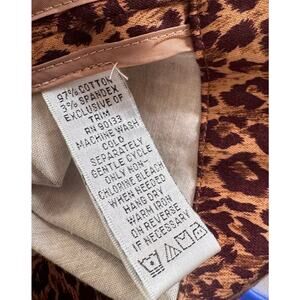 97% COTTON
3% SPANDEX
EXCLUSIVE OF
TRIM
RN 90133
MACHINE WASH
COLD
GENTLE CYCLE
ONLY NON-
CHLORINE BLEACH
WHEN NEEDED
HANG DRY
WARM IRON
ON REVERSE
IF NECESSARY